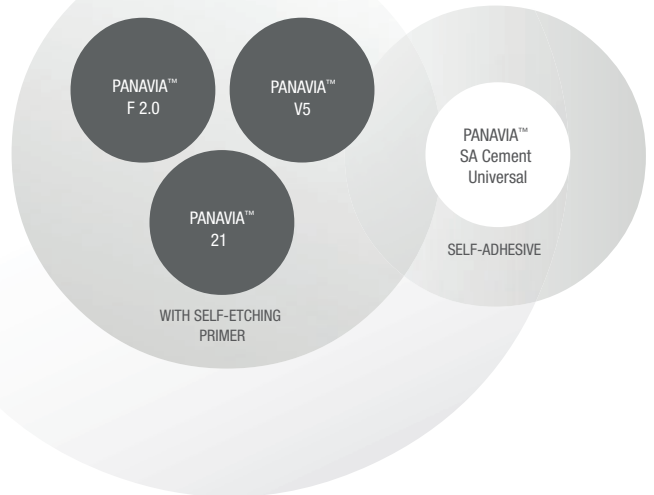 PANAVIA™
F 2.0
PANAVIA™
V5
PANAVIA™
21
WITH SELF-ETCHING
PRIMER
PANAVIA™
SA Cement
Universal
SELF-ADHESIVE